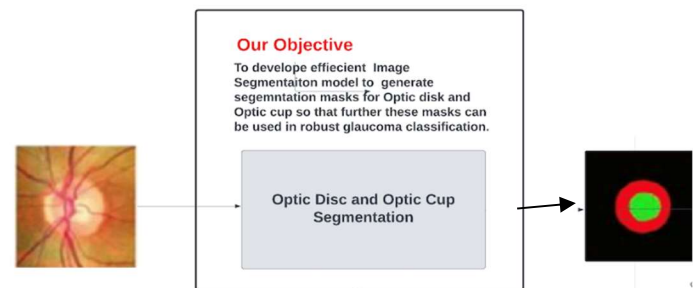 Our Objective
To develope effiecient Image
Segmentaiton model to generate
segemntation masks for Optic disk and
Optic cup so that further these masks can
be used in robust glaucoma classification.
Optic Disc and Optic Cup
Segmentation